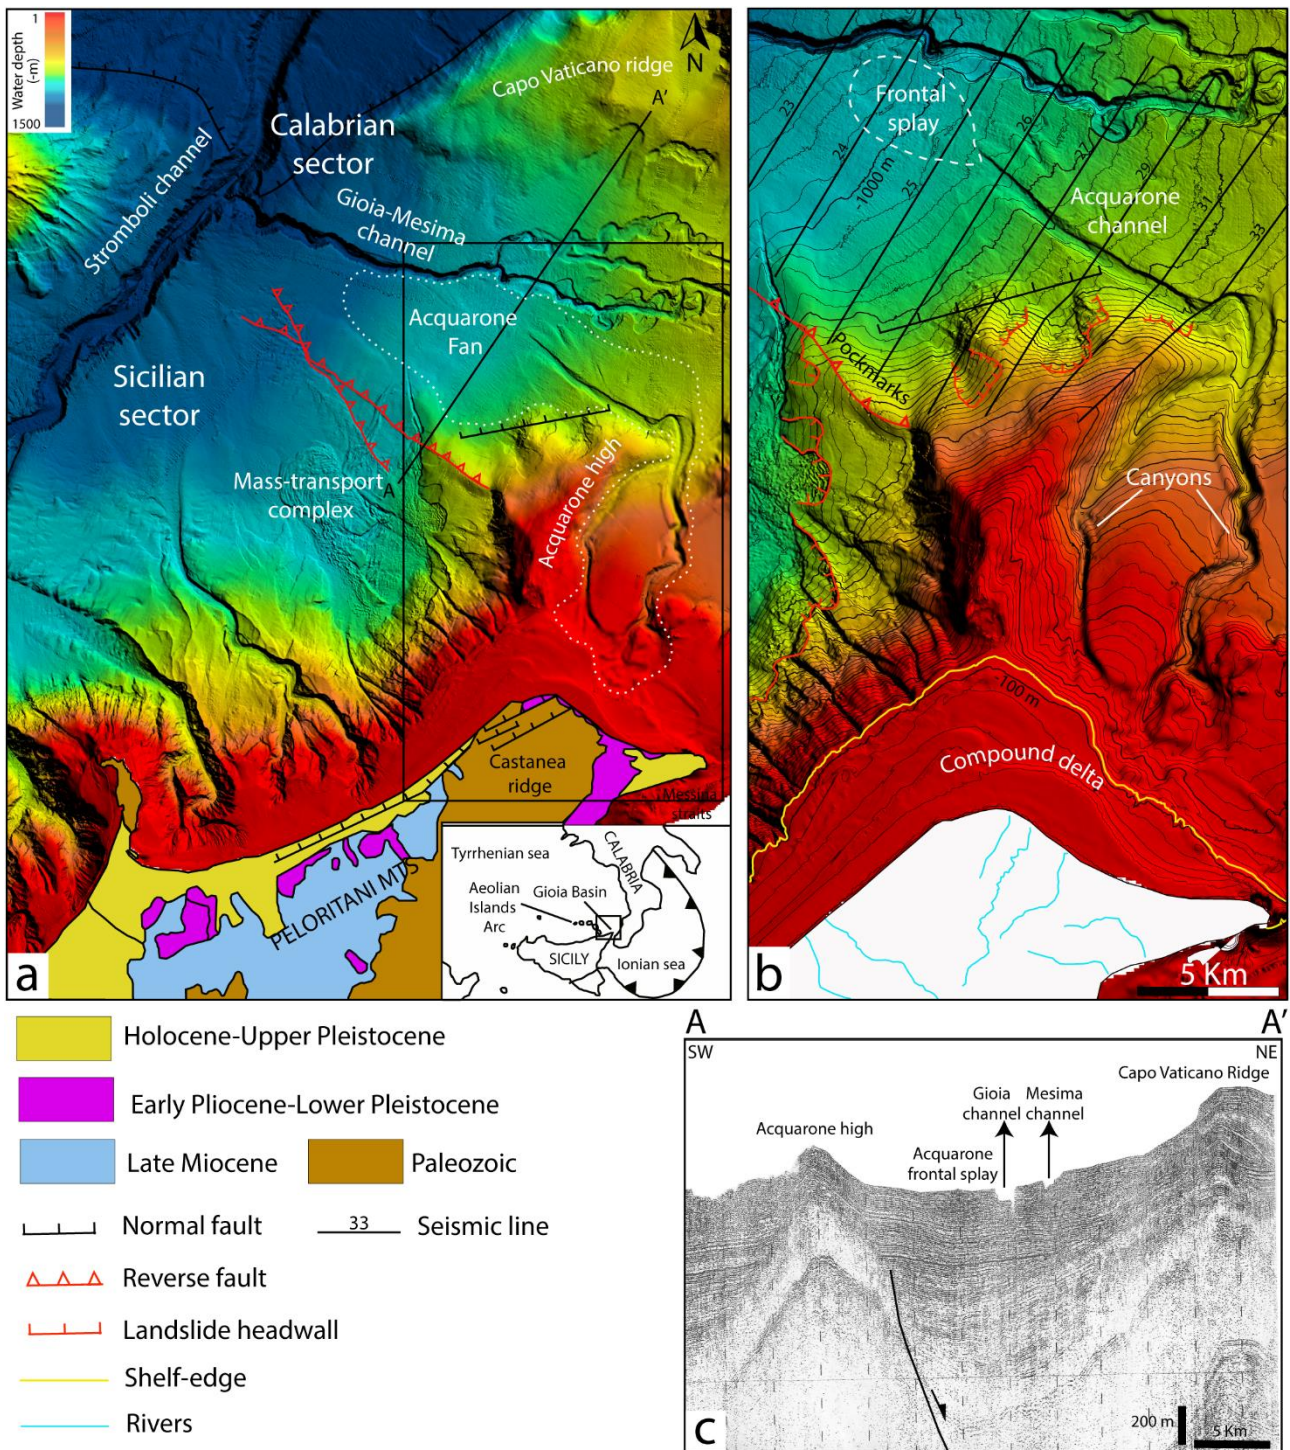 1
Water depth
(-m)
1500
N
Capo Vaticano ridge
A'
Calabrian
sector
Stromboli channel
Gioia-Mesima
channel
Acquarone
Fan
Sicilian
sector
Mass-transport
complex
A
Acquarone high
Castanea
ridge
Messina
straits
PELORITANI MTS
Tyrrhenian sea
CALABRIA
Gioia Basin
Aeolian
Islands
Arc
SICILY
Ionian sea
a
Frontal
splay
23
24
-1000 m
25
26
27
29
31
33
Acquarone
channel
Pockmarks
Canyons
-100 m
Compound delta
b
5 Km
Holocene-Upper Pleistocene
Early Pliocene-Lower Pleistocene
Late Miocene
Paleozoic
Normal fault
33
Seismic line
Reverse fault
Landslide headwall
Shelf-edge
Rivers
A
A'
SW
NE
Capo Vaticano Ridge
Gioia
channel
Mesima
channel
Acquarone high
Acquarone
frontal splay
200 m
5 Km
c